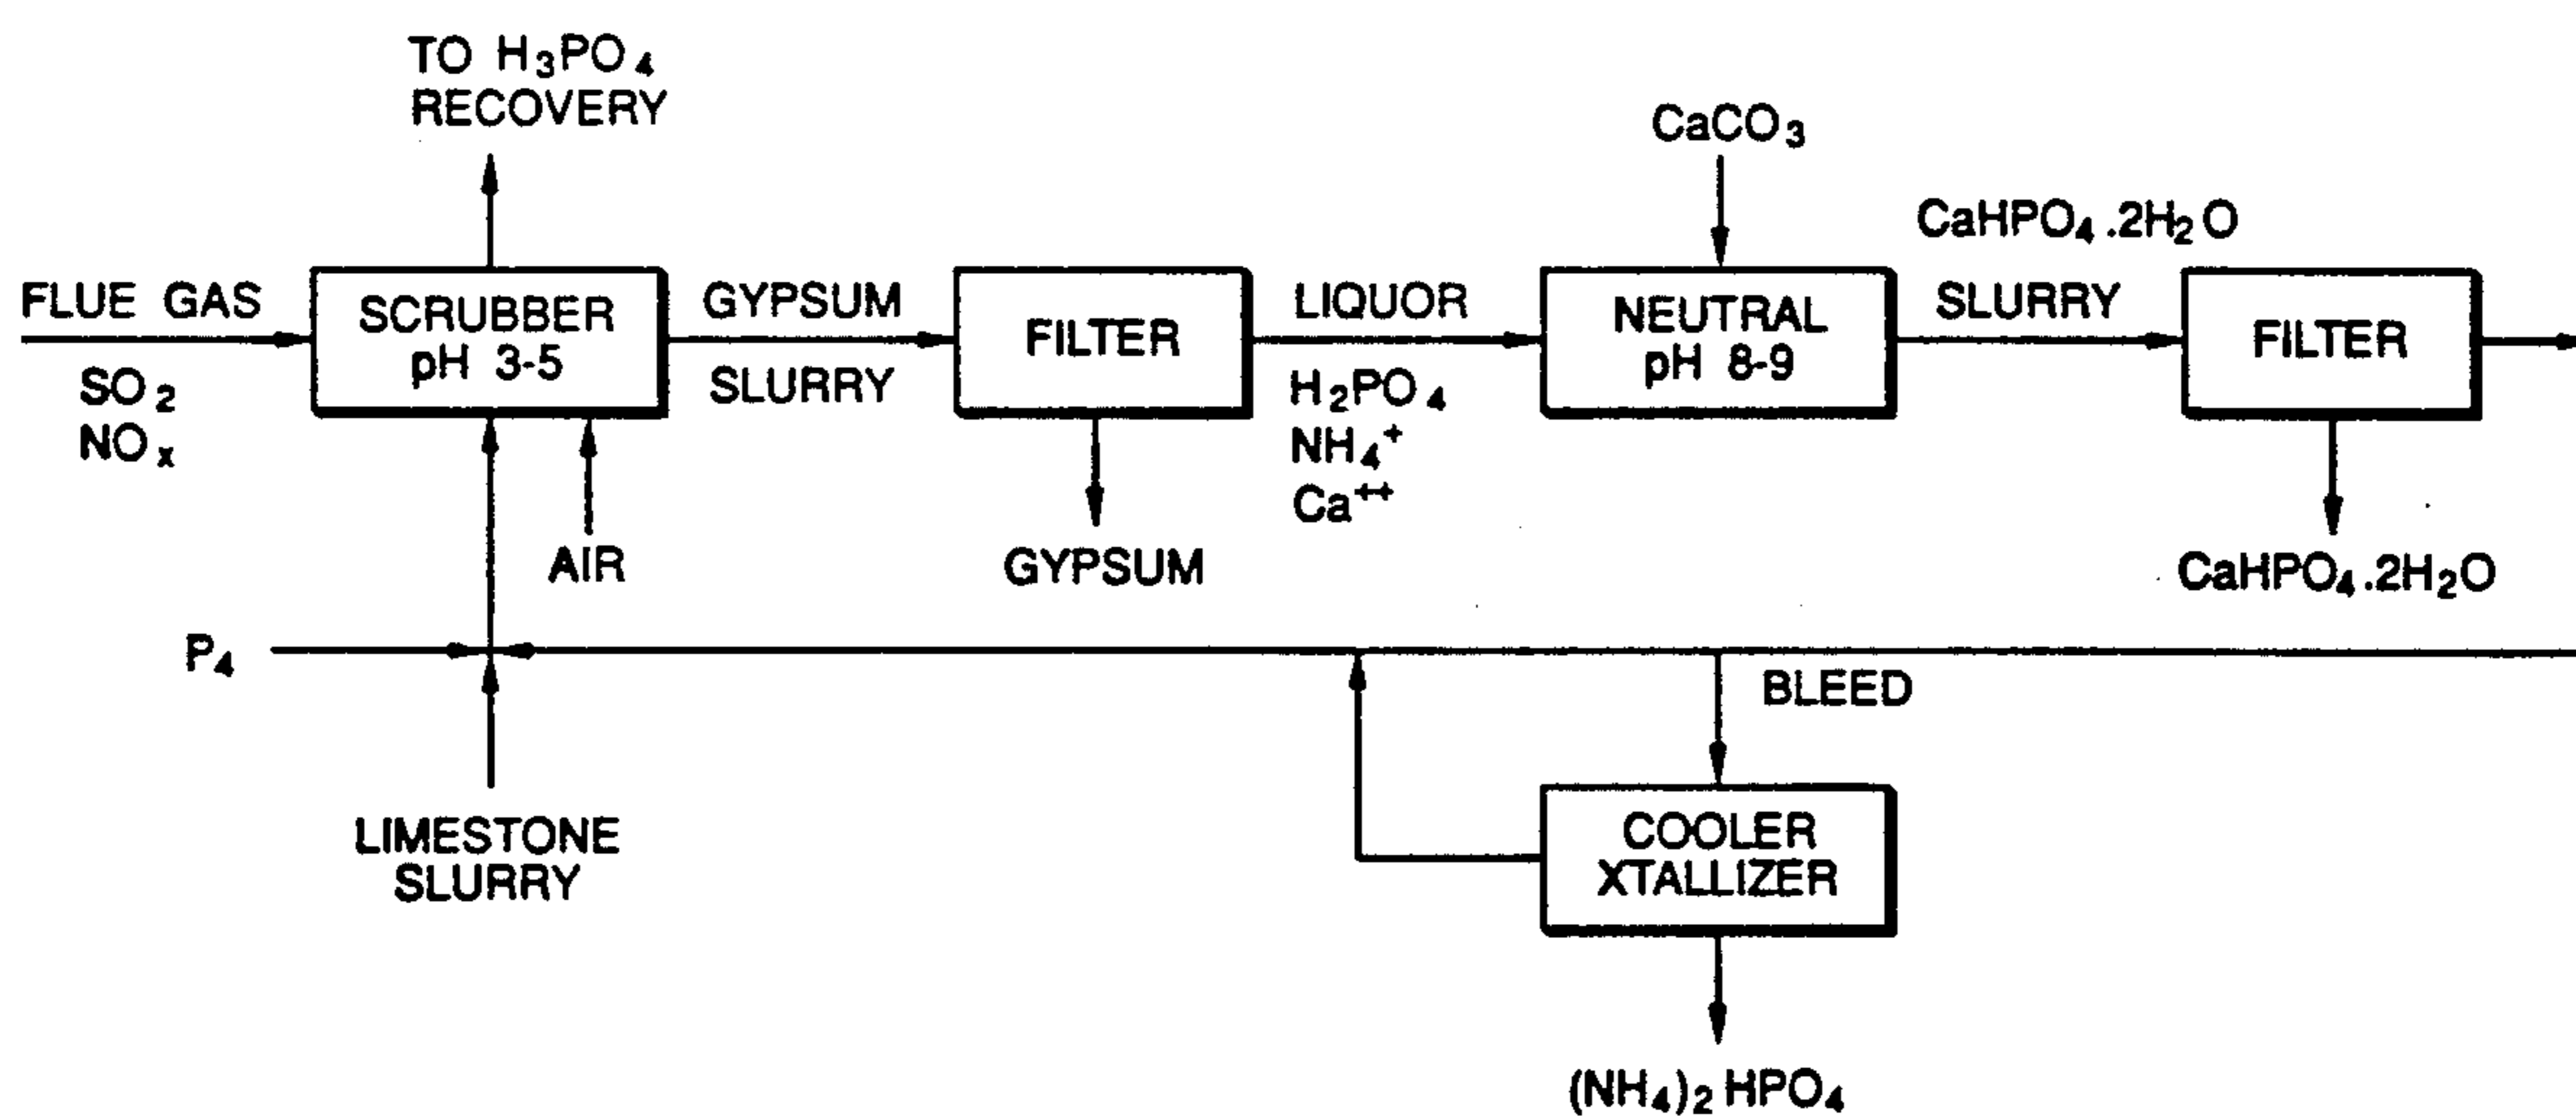 TO H₃PO₄
RECOVERY
CaCO₃
CaHPO₄.2H₂O
FLUE GAS
SCRUBBER
pH 3-5
GYPSUM
SLURRY
FILTER
LIQUOR
NEUTRAL
pH 8-9
SLURRY
FILTER
SO₂
NOₓ
H₂PO₄
NH₄⁺
Ca⁺⁺
AIR
GYPSUM
CaHPO₄.2H₂O
P₄
BLEED
LIMESTONE
SLURRY
COOLER
XTALLIZER
(NH₄)₂HPO₄